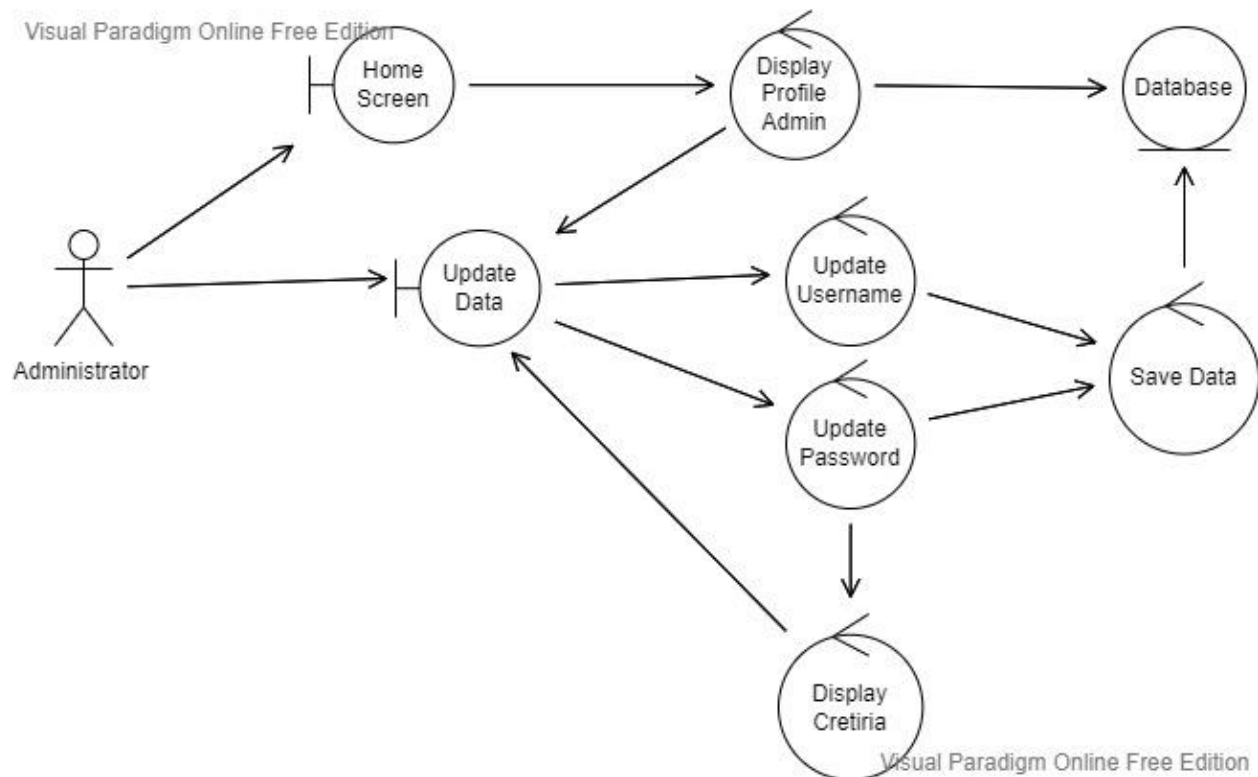 Visual Paradigm Online Free Edition
Home
Screen
Display
Profile
Admin
Database
Administrator
Update
Data
Update
Username
Update
Password
Save Data
Display
Cretiria
Visual Paradigm Online Free Edition